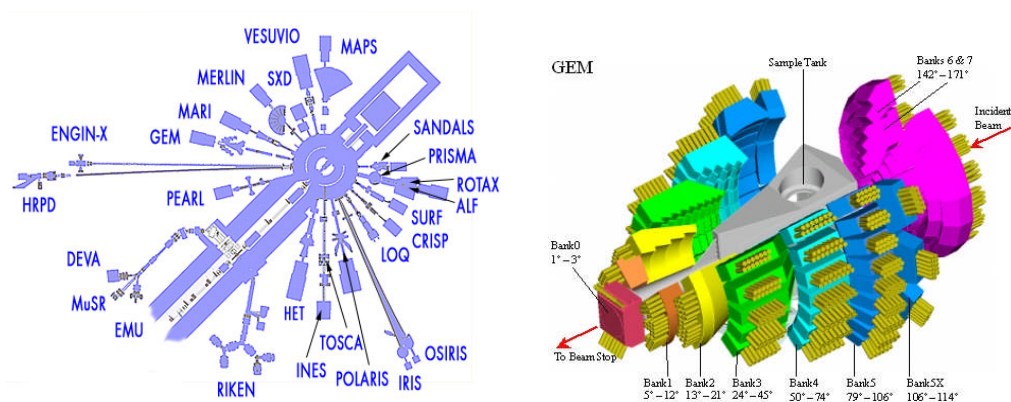 VESUVIO
MAPS
SXD
MERLIN
MARI
GEM
ENGIN-X
HRPD
PEARL
SANDALS
PRISMA
ROTAX
ALF
SURF
CRISP
LOQ
DEVA
MuSR
EMU
RIKEN
HET
INES
TOSCA
POLARIS
IRIS
OSIRIS
GEM
Sample Tank
Banks 6 & 7
142° – 171°
Incident
Beam
Bank0
1° – 3°
To Beam Stop
Bank1
5° – 12°
Bank2
13° – 21°
Bank3
24° – 45°
Bank4
50° – 74°
Bank5
79° – 106°
Bank5X
106° – 114°